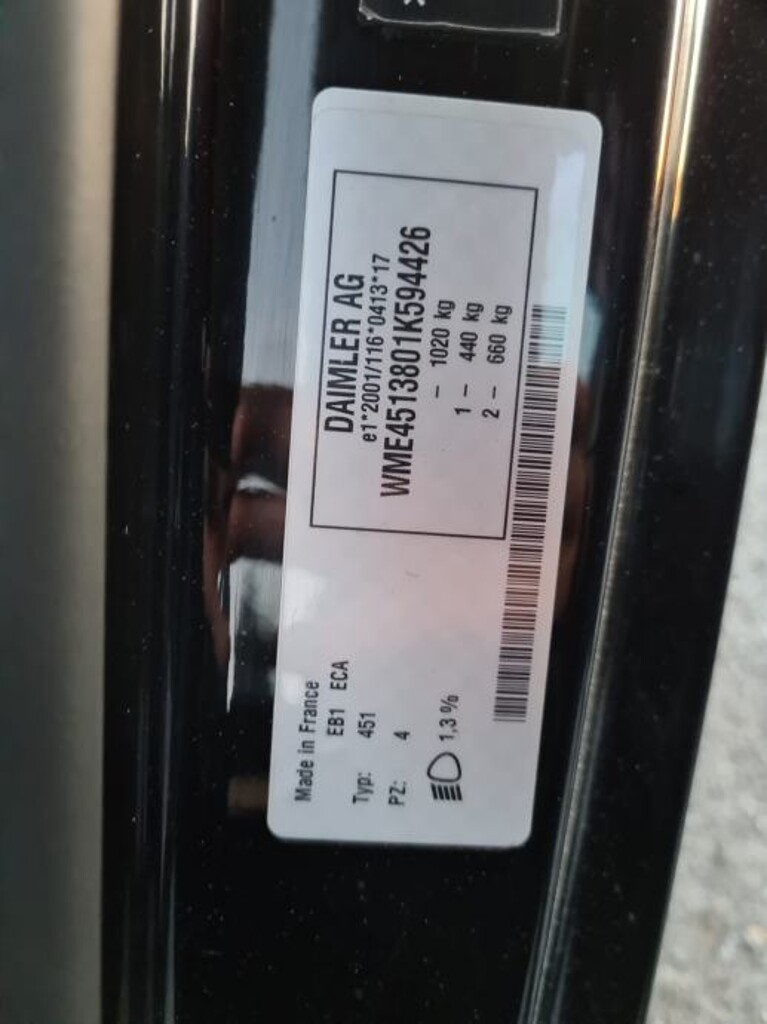 Made in France
EB1 ECA
Typ: 451
PZ: 4
1,3 %
DAIMLER AG
e1*2001/116*0413*17
WME4513801K594426
– 1020 kg
1 – 440 kg
2 – 660 kg